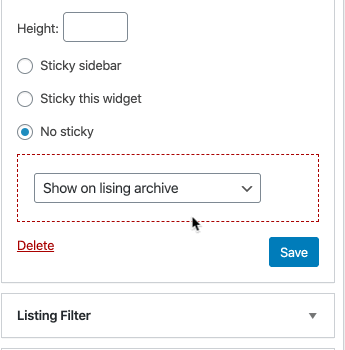 Height:
Sticky sidebar
Sticky this widget
No sticky
Show on lising archive
Delete
Save
Listing Filter